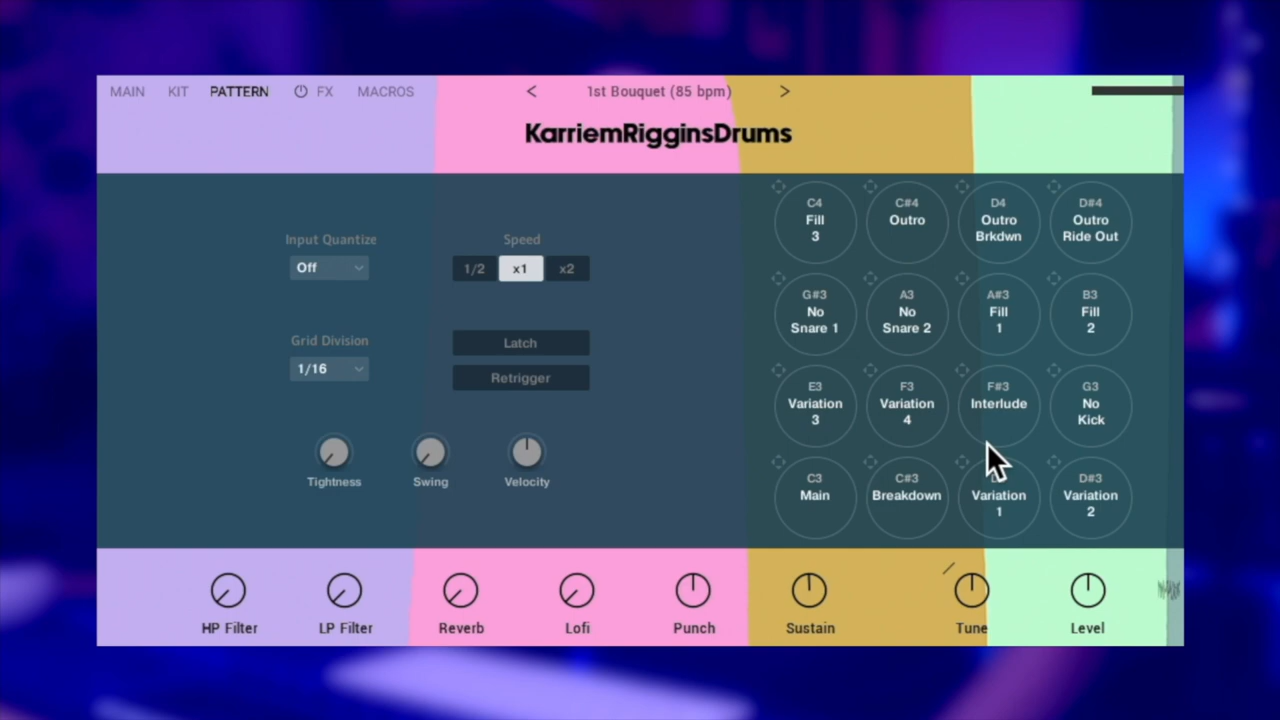 MAIN KIT PATTERN FX MACROS
< 1st Bouquet (85 bpm) >
KarriemRigginsDrums
Input Quantize
Off
Speed
1/2 x1 x2
Grid Division
1/16
Latch
Retrigger
Tightness Swing Velocity
C4
Fill
3
C#4
Outro
D4
Outro
Brkdwn
D#4
Outro
Ride Out
G#3
No
Snare 1
A3
No
Snare 2
A#3
Fill
1
B3
Fill
2
E3
Variation
3
F3
Variation
4
F#3
Interlude
G3
No
Kick
C3
Main
C#3
Breakdown
Variation
1
D#3
Variation
2
HP Filter LP Filter Reverb Lofi Punch Sustain Tune Level